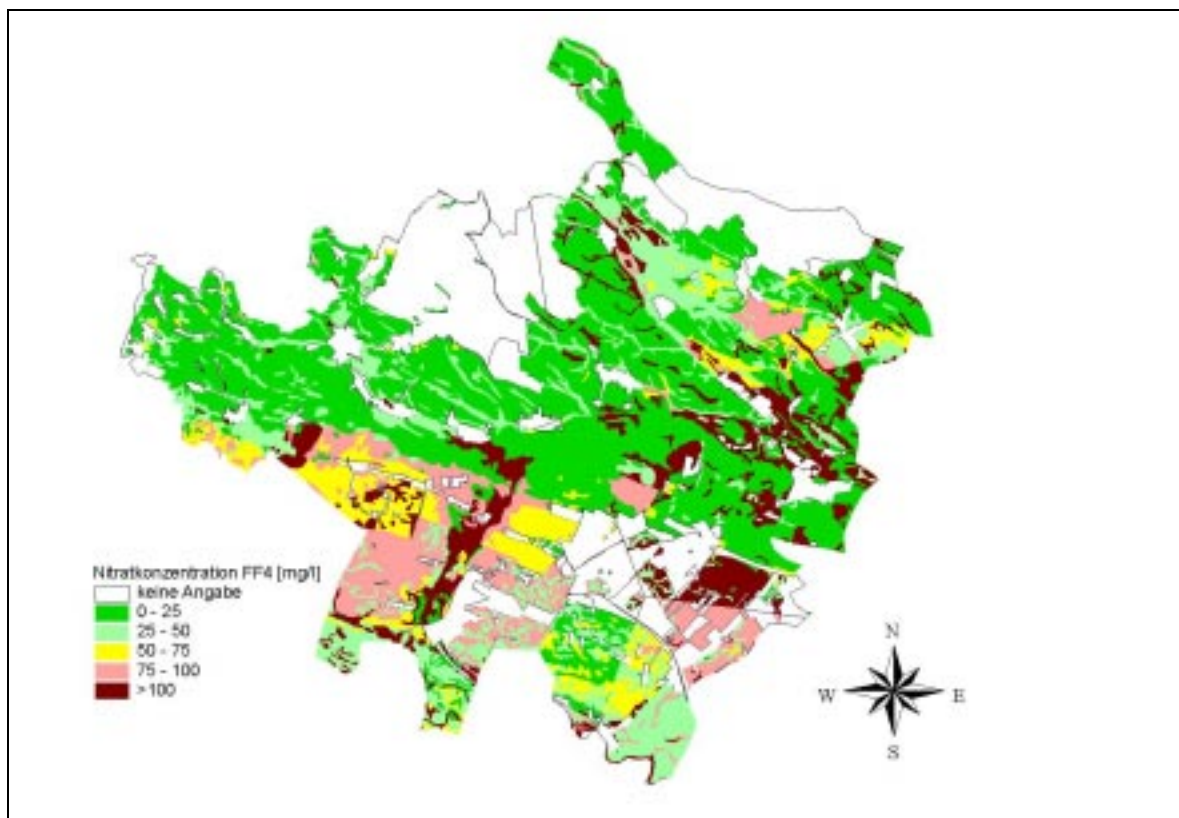 Nitratkonzentration FF4 [mg/l]
keine Angabe
0 - 25
25 - 50
50 - 75
75 - 100
>100
N
W E
S